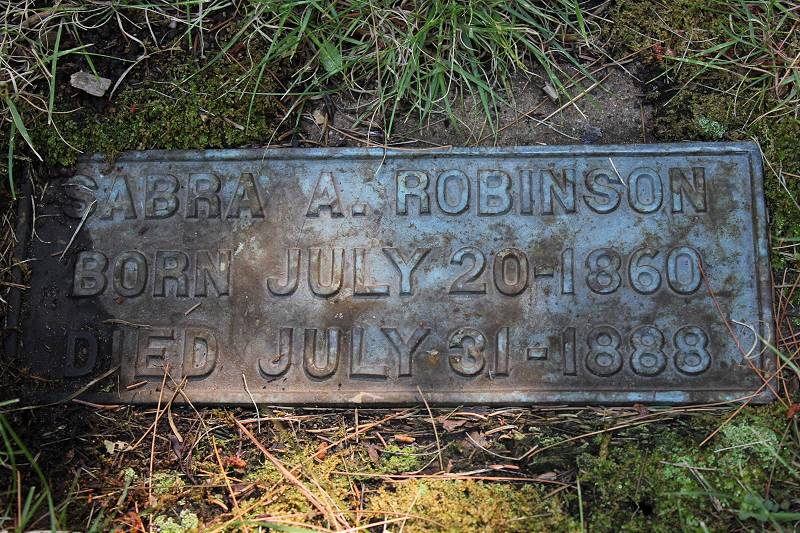 SABRA A. ROBINSON
BORN JULY 20-1860
DIED JULY 31-1888